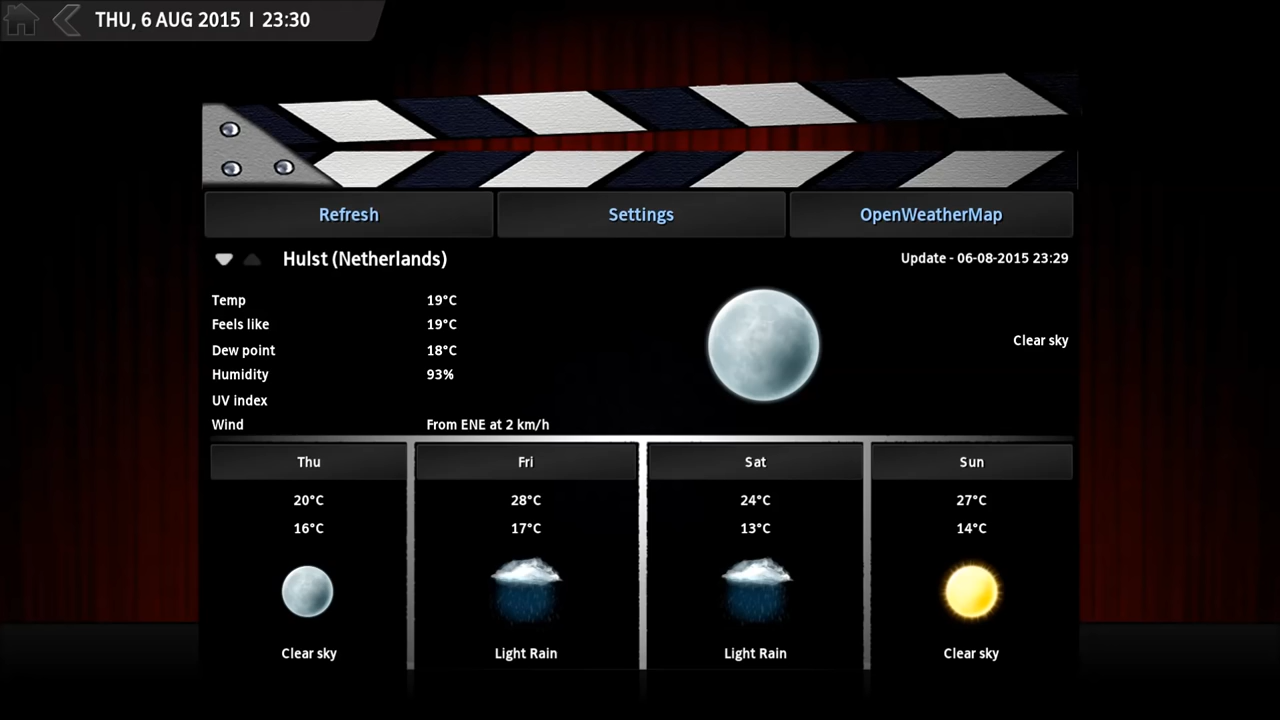 THU, 6 AUG 2015 | 23:30
Refresh Settings OpenWeatherMap
Hulst (Netherlands) Update - 06-08-2015 23:29
Temp 19°C
Feels like 19°C
Clear sky
Dew point 18°C
Humidity 93%
UV index
Wind From ENE at 2 km/h
Thu Fri Sat Sun
20°C 28°C 24°C 27°C
16°C 17°C 13°C 14°C
Clear sky Light Rain Light Rain Clear sky